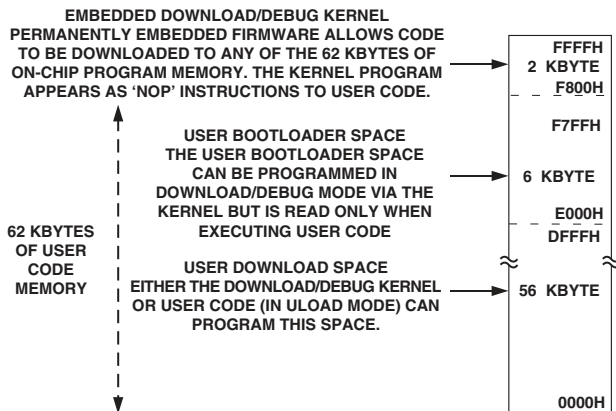 EMBEDDED DOWNLOAD/DEBUG KERNEL
PERMANENTLY EMBEDDED FIRMWARE ALLOWS CODE
TO BE DOWNLOADED TO ANY OF THE 62 KBYTES OF
ON-CHIP PROGRAM MEMORY. THE KERNEL PROGRAM
APPEARS AS ‘NOP’ INSTRUCTIONS TO USER CODE.
FFFFH
2 KBYTE
F800H
USER BOOTLOADER SPACE
THE USER BOOTLOADER SPACE
CAN BE PROGRAMMED IN
DOWNLOAD/DEBUG MODE VIA THE
KERNEL BUT IS READ ONLY WHEN
EXECUTING USER CODE
F7FFH
6 KBYTE
E000H
62 KBYTES
OF USER
CODE
MEMORY
USER DOWNLOAD SPACE
EITHER THE DOWNLOAD/DEBUG KERNEL
OR USER CODE (IN ULOAD MODE) CAN
PROGRAM THIS SPACE.
DFFFH
56 KBYTE
0000H